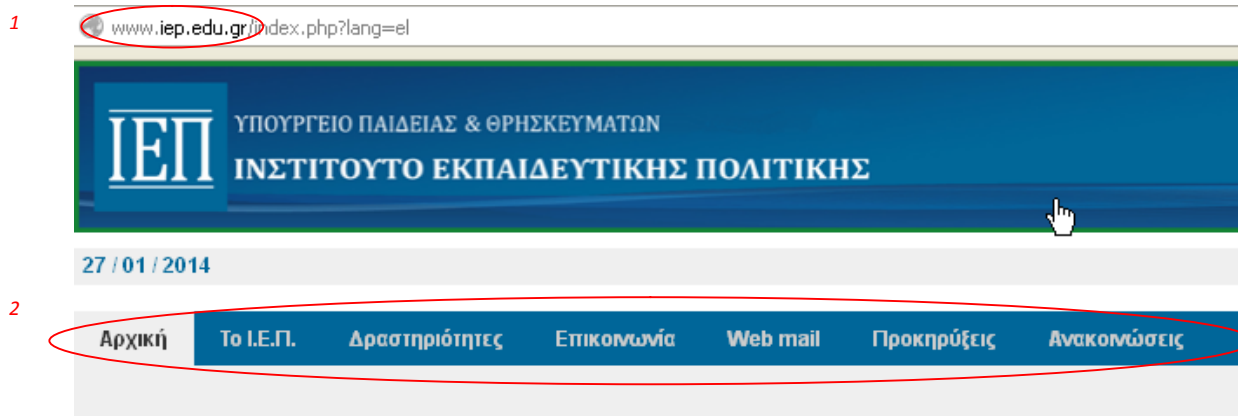 1
www.iep.edu.gr/index.php?lang=el
ΙΕΠ
ΥΠΟΥΡΓΕΙΟ ΠΑΙΔΕΙΑΣ & ΘΡΗΣΚΕΥΜΑΤΩΝ
ΙΝΣΤΙΤΟΥΤΟ ΕΚΠΑΙΔΕΥΤΙΚΗΣ ΠΟΛΙΤΙΚΗΣ
27 / 01 / 2014
2
Αρχική Το Ι.Ε.Π. Δραστηριότητες Επικοινωνία Web mail Προκηρύξεις Ανακοινώσεις